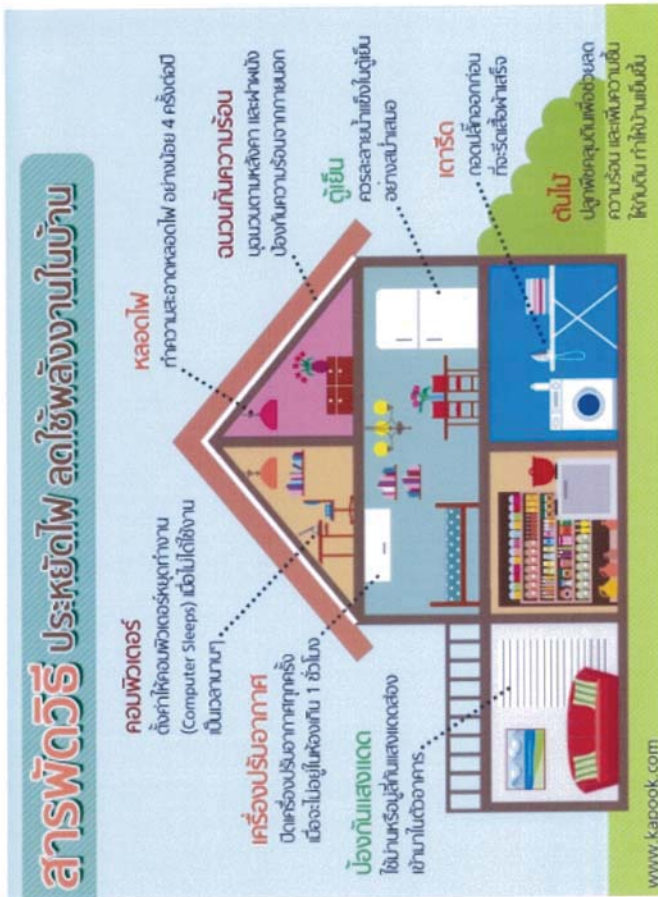 สารพัดวิธี ประหยัดไฟ ลดใช้พลังงานในบ้าน
คอมพิวเตอร์
ตั้งค่าให้คอมพิวเตอร์หยุดทำงาน
(Computer Sleeps) เมื่อไม่ได้ใช้งาน
เป็นเวลานานๆ
เครื่องปรับอากาศ
ปิดเครื่องปรับอากาศทุกครั้ง
เมื่อจะไม่อยู่ในห้องเกิน 1 ชั่วโมง
ป้องกันแสงแดด
ใช้ม่านหรือมู่ลี่กันแสงแดดส่อง
เข้ามาในตัวอาคาร
หลอดไฟ
ทำความสะอาดหลอดไฟ อย่างน้อย 4 ครั้งต่อปี
ฉนวนกันความร้อน
บุฉนวนตามหลังคา และฝาผนัง
ป้องกันความร้อนจากภายนอก
ตู้เย็น
ควรละลายน้ำแข็งในตู้เย็น
อย่างสม่ำเสมอ
เตารีด
ถอดปลั๊กออกก่อน
ที่จะรีดเสื้อผ้าเสร็จ
ต้นไม้
ปลูกพืชคลุมดินเพื่อช่วยลด
ความร้อน และเพิ่มความชื้น
ให้กับดิน ทำให้บ้านเย็นขึ้น
www.kapook.com